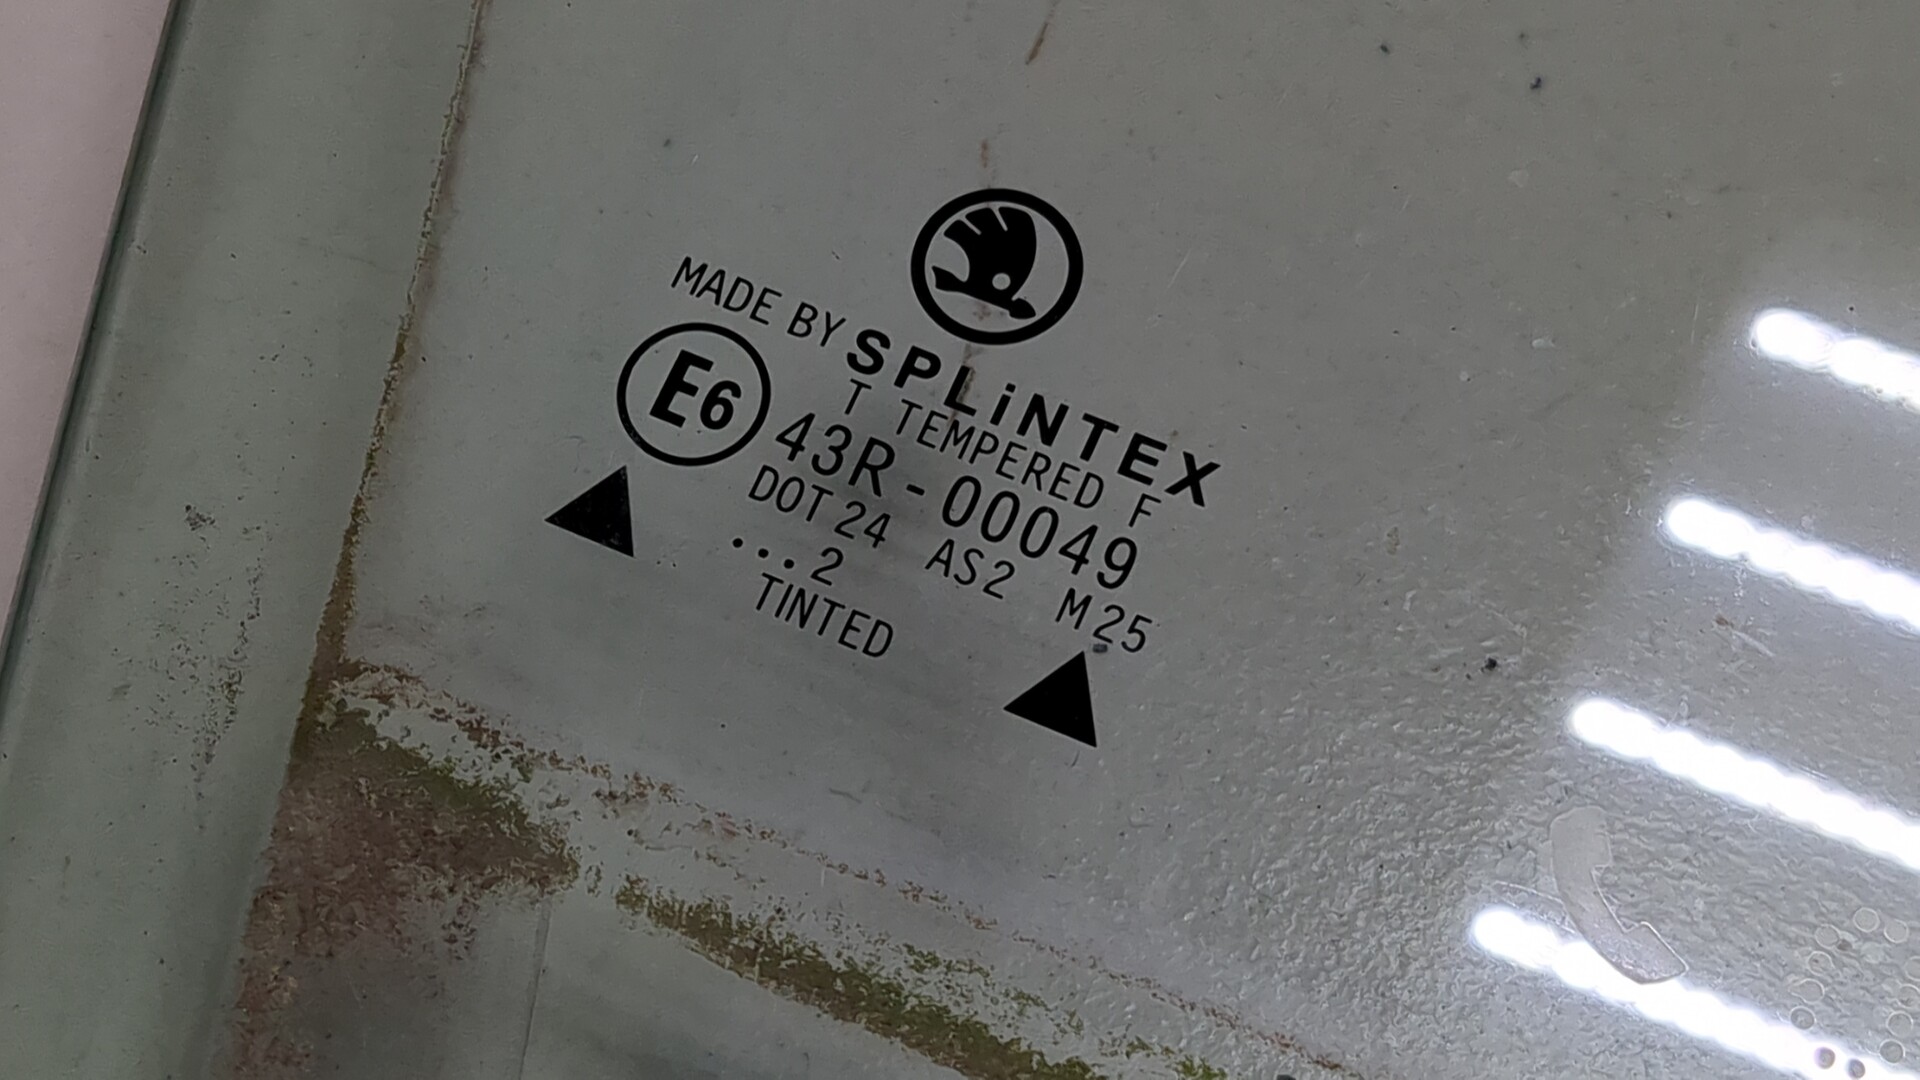 MADE BY SPLiNTEX
T TEMPERED F
E6 43R-00049
DOT 24 AS2 M25
...2
TINTED